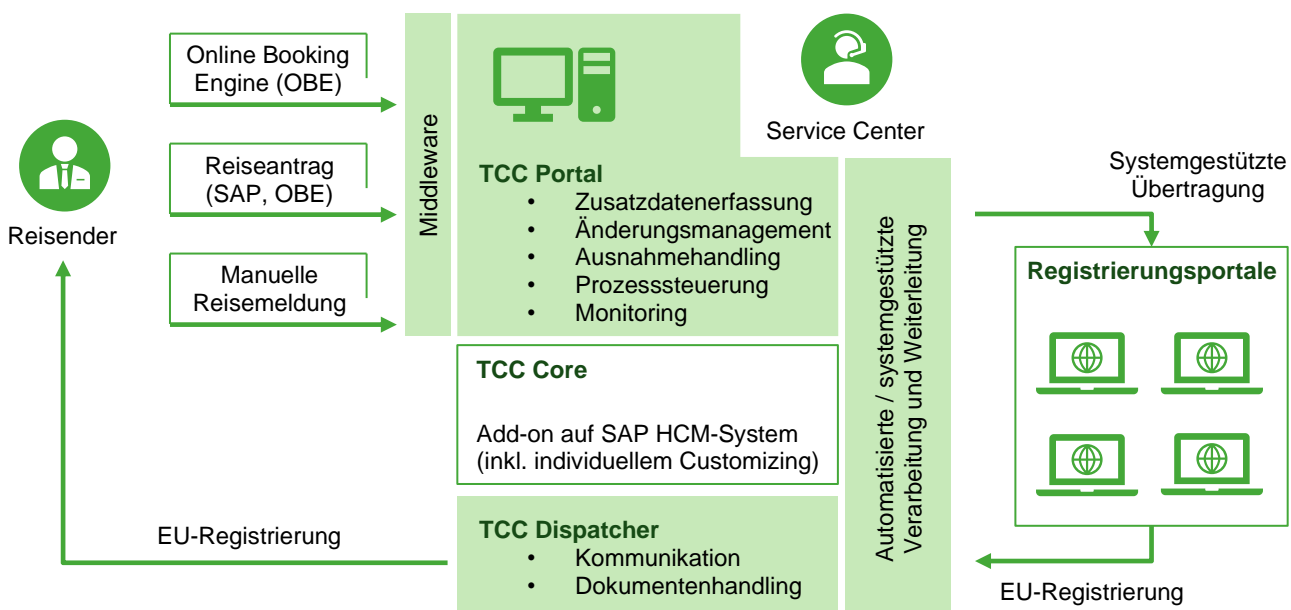 Online Booking
Engine (OBE)
Reiseantrag
(SAP, OBE)
Manuelle
Reisemeldung
Reisender
Middleware
TCC Portal
• Zusatzdatenerfassung
• Änderungsmanagement
• Ausnahmehandling
• Prozesssteuerung
• Monitoring
Service Center
TCC Core
Add-on auf SAP HCM-System
(inkl. individuellem Customizing)
TCC Dispatcher
• Kommunikation
• Dokumentenhandling
Automatisierte / systemgestützte
Verarbeitung und Weiterleitung
Systemgestützte
Übertragung
Registrierungsportale
EU-Registrierung
EU-Registrierung